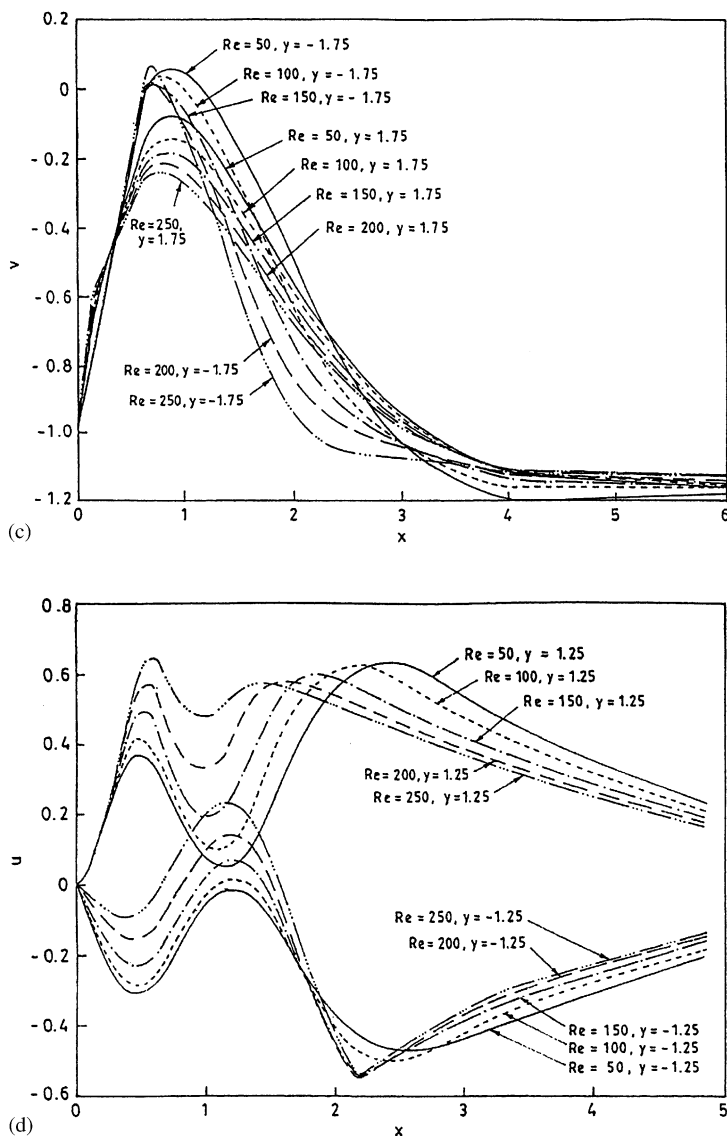 0.2
0
-0.2
-0.4
-0.6
-0.8
-1.0
-1.2
v
Re = 50, y = -1.75
Re = 100, y = -1.75
Re = 150, y = -1.75
Re = 50, y = 1.75
Re = 100, y = 1.75
Re = 150, y = 1.75
Re = 200, y = 1.75
Re = 250,
y = 1.75
Re = 200, y = -1.75
Re = 250, y = -1.75
0 1 2 3 4 5 6
x
(c)
0.8
0.6
0.4
0.2
0
-0.2
-0.4
-0.6
u
Re = 50, y = 1.25
Re = 100, y = 1.25
Re = 150, y = 1.25
Re = 200, y = 1.25
Re = 250, y = 1.25
Re = 250, y = -1.25
Re = 200, y = -1.25
Re = 150, y = -1.25
Re = 100, y = -1.25
Re = 50, y = -1.25
0 1 2 3 4 5
x
(d)